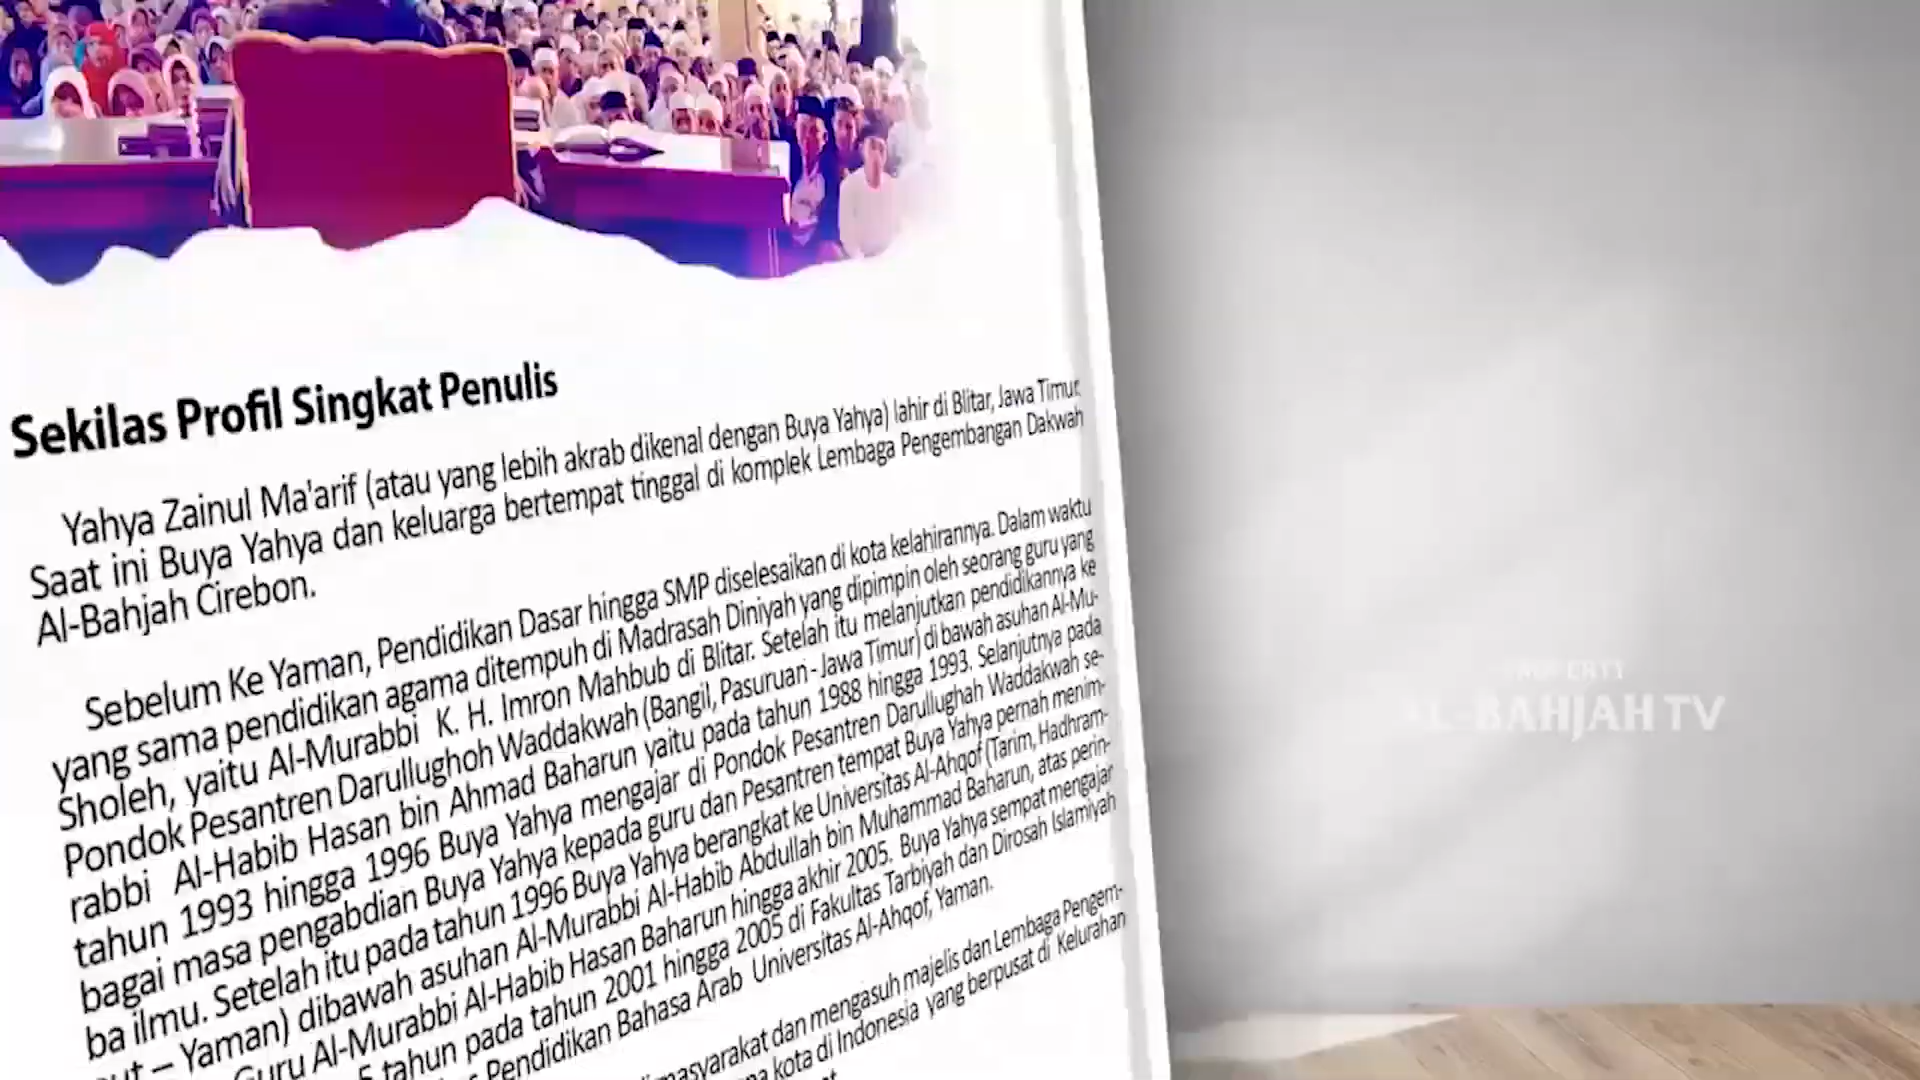 Sekilas Profil Singkat Penulis
Yahya Zainul Ma'arif (atau yang lebih akrab dikenal dengan Buya Yahya) lahir di Blitar, Jawa Timur.
Saat ini Buya Yahya dan keluarga bertempat tinggal di komplek Lembaga Pengembangan Dakwah
Al-Bahjah Cirebon.
Sebelum Ke Yaman, Pendidikan Dasar hingga SMP diselesaikan di kota kelahirannya. Dalam waktu
yang sama pendidikan agama ditempuh di Madrasah Diniyah yang dipimpin oleh seorang guru yang
Sholeh, yaitu Al-Murabbi K. H. Imron Mahbub di Blitar. Setelah itu melanjutkan pendidikannya ke
Pondok Pesantren Darullughoh Waddakwah (Bangil, Pasuruan - Jawa Timur) di bawah asuhan Al-Mu-
rabbi Al-Habib Hasan bin Ahmad Baharun yaitu pada tahun 1988 hingga 1993. Selanjutnya pada
tahun 1993 hingga 1996 Buya Yahya mengajar di Pondok Pesantren Darullughah Waddakwah se-
bagai masa pengabdian Buya Yahya kepada guru dan Pesantren tempat Buya Yahya pernah menim-
ba ilmu. Setelah itu pada tahun 1996 Buya Yahya berangkat ke Universitas Al-Ahqof (Tarim, Hadhram-
out – Yaman) dibawah asuhan Al-Murabbi Al-Habib Abdullah bin Muhammad Baharun, atas perin-
Guru Al-Murabbi Al-Habib Hasan Baharun hingga akhir 2005. Buya Yahya sempat mengajar
5 tahun pada tahun 2001 hingga 2005 di Fakultas Tarbiyah dan Dirosah Islamiyah
Pendidikan Bahasa Arab Universitas Al-Ahqof, Yaman.
masyarakat dan mengasuh majelis dan Lembaga Pengem-
kota di Indonesia yang berpusat di Kelurahan
PROPERTY
AL-BAHJAH TV